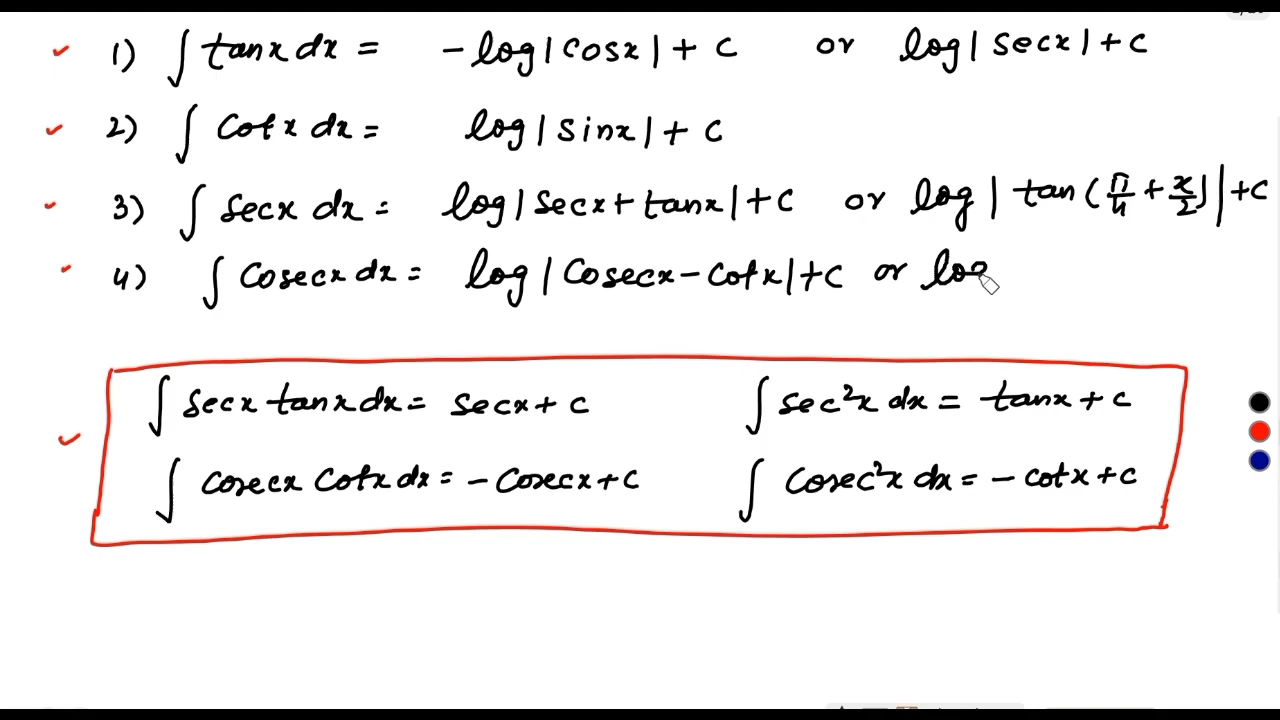 1) ∫ tanx dx = -log|cosx| + c or log|secx| + c
2) ∫ cotx dx = log|sinx| + c
3) ∫ secx dx = log|secx + tanx| + c or log|tan(π/4 + x/2)| + c
4) ∫ cosecx dx = log|cosecx - cotx| + c or log
∫ secx tanx dx = secx + c ∫ sec²x dx = tanx + c
∫ cosecx cotx dx = -cosecx + c ∫ cosec²x dx = -cotx + c